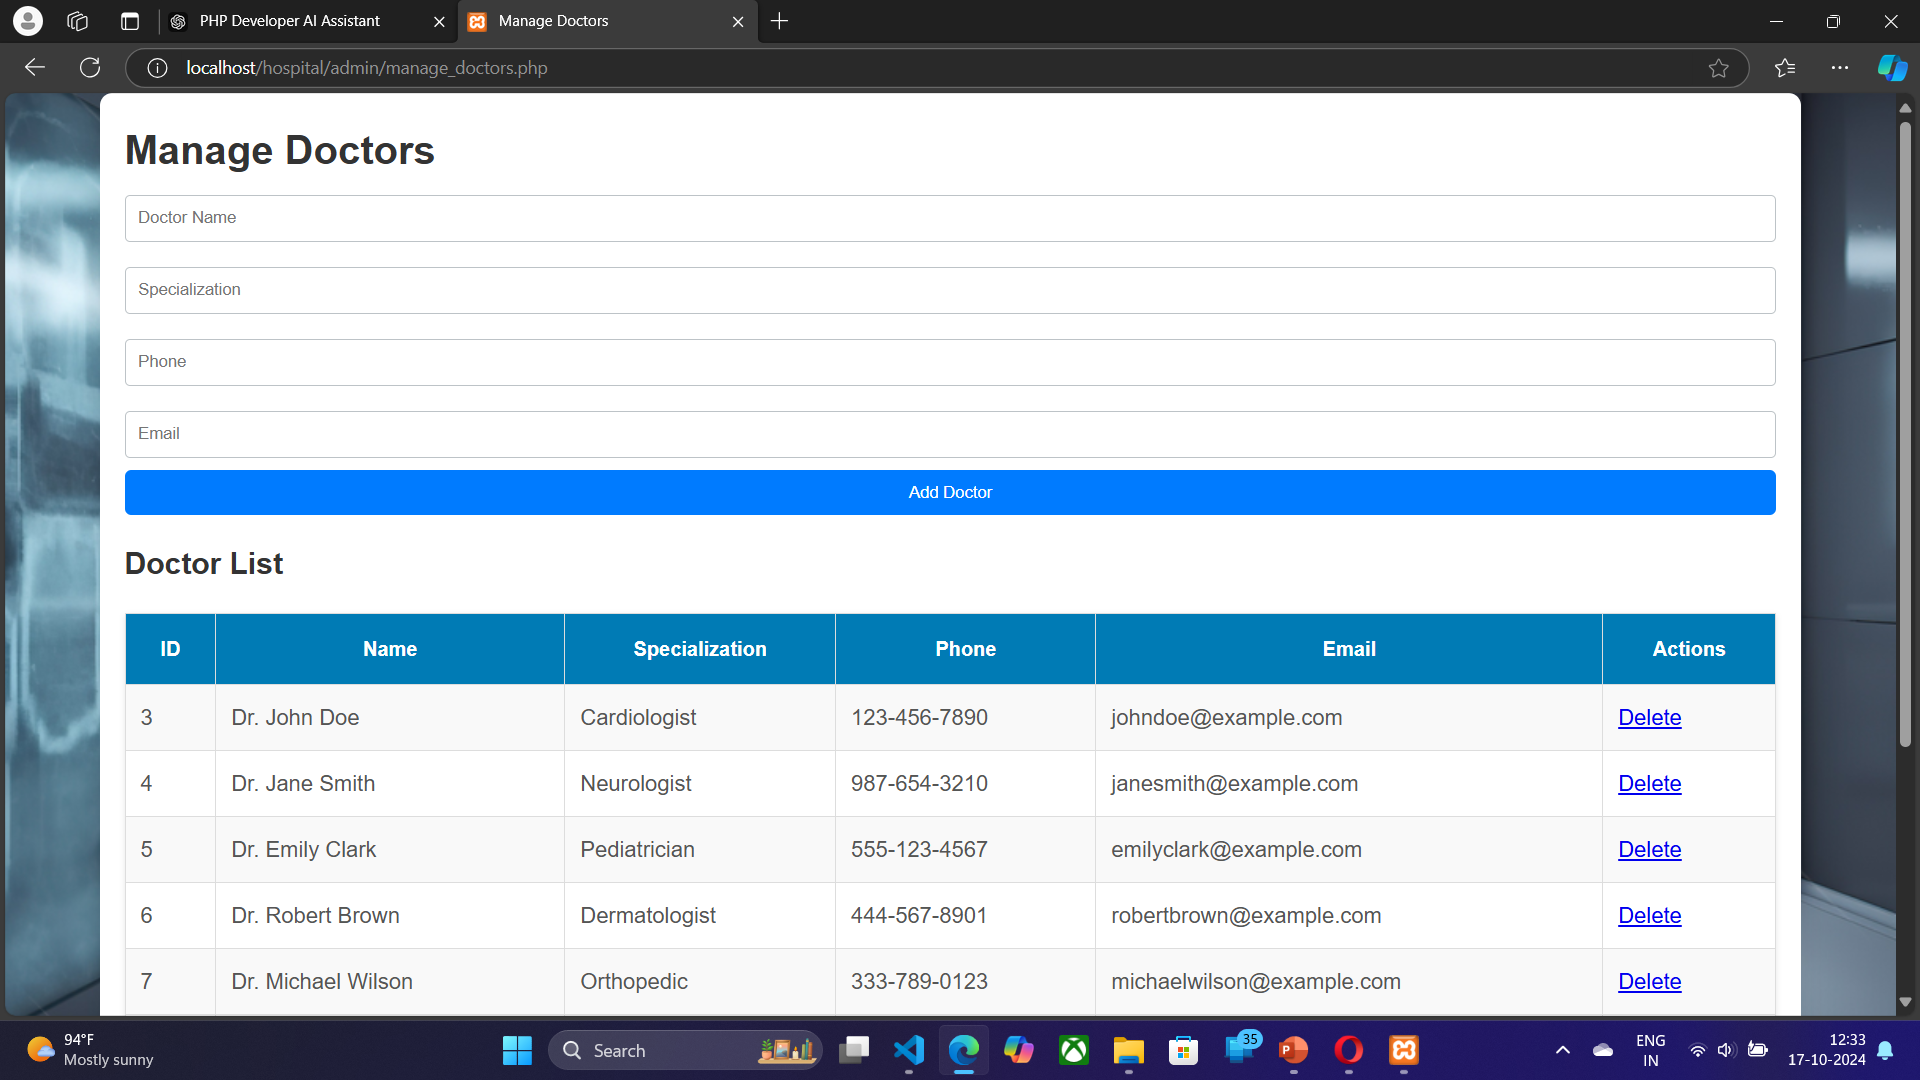 PHP Developer AI Assistant
Manage Doctors
localhost/hospital/admin/manage_doctors.php
Manage Doctors
Doctor Name
Specialization
Phone
Email
Add Doctor
Doctor List
ID Name Specialization Phone Email Actions
3 Dr. John Doe Cardiologist 123-456-7890 johndoe@example.com Delete
4 Dr. Jane Smith Neurologist 987-654-3210 janesmith@example.com Delete
5 Dr. Emily Clark Pediatrician 555-123-4567 emilyclark@example.com Delete
6 Dr. Robert Brown Dermatologist 444-567-8901 robertbrown@example.com Delete
7 Dr. Michael Wilson Orthopedic 333-789-0123 michaelwilson@example.com Delete
94°F
Mostly sunny
Search
35
P
ENG
IN
12:33
17-10-2024